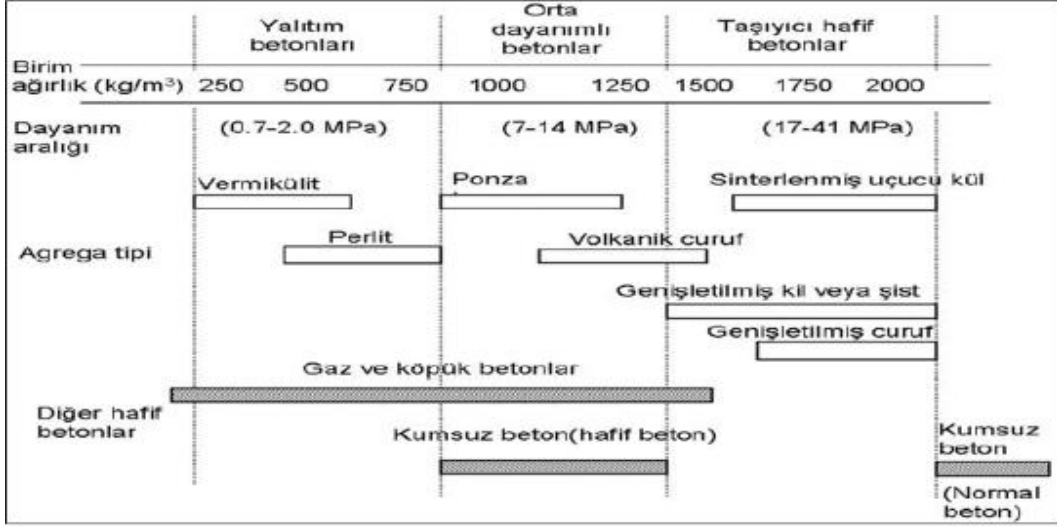 Yalıtım
betonları
Orta
dayanımlı
betonlar
Taşıyıcı hafif
betonlar
Birim
ağırlık (kg/m³) 250 500 750 1000 1250 1500 1750 2000
Dayanım
aralığı
(0.7-2.0 MPa) (7-14 MPa) (17-41 MPa)
Vermikülit Ponza Sinterlenmiş uçucu kül
Agrega tipi
Perlit Volkanik curuf
Genişletilmiş kil veya şist
Genişletilmiş curuf
Gaz ve köpük betonlar
Diğer hafif
betonlar
Kumsuz beton(hafif beton)
Kumsuz
beton
(Normal
beton)